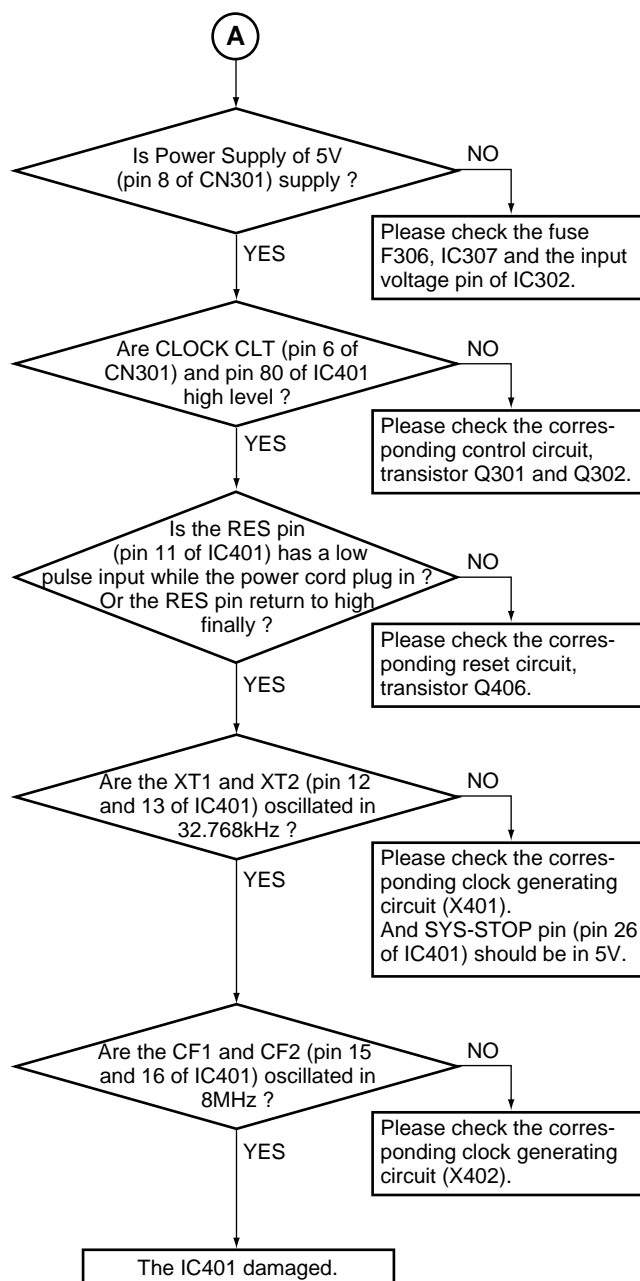 A
Is Power Supply of 5V
(pin 8 of CN301) supply ?
NO
Please check the fuse
F306, IC307 and the input
voltage pin of IC302.
YES
Are CLOCK CLT (pin 6 of
CN301) and pin 80 of IC401
high level ?
NO
Please check the corres-
ponding control circuit,
transistor Q301 and Q302.
YES
Is the RES pin
(pin 11 of IC401) has a low
pulse input while the power cord plug in ?
Or the RES pin return to high
finally ?
NO
Please check the corres-
ponding reset circuit,
transistor Q406.
YES
Are the XT1 and XT2 (pin 12
and 13 of IC401) oscillated in
32.768kHz ?
NO
Please check the corres-
ponding clock generating
circuit (X401).
And SYS-STOP pin (pin 26
of IC401) should be in 5V.
YES
Are the CF1 and CF2 (pin 15
and 16 of IC401) oscillated in
8MHz ?
NO
Please check the corres-
ponding clock generating
circuit (X402).
YES
The IC401 damaged.